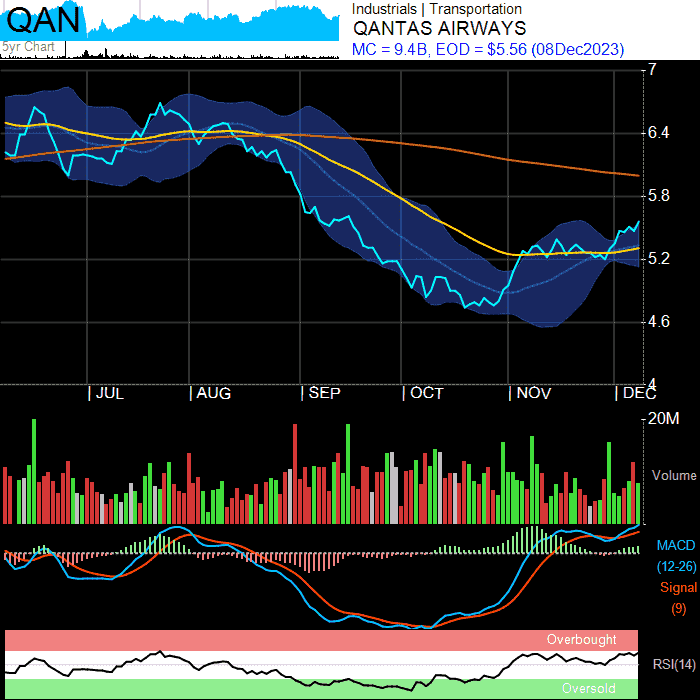 QAN
5yr Chart
Industrials | Transportation
QANTAS AIRWAYS
MC = 9.4B, EOD = $5.56 (08Dec2023)
7
6.4
5.8
5.2
4.6
4
| JUL | AUG | SEP | OCT | NOV | DEC
20M
Volume
MACD
(12-26)
Signal
(9)
Overbought
RSI(14)
Oversold